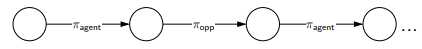 π_agent π_opp π_agent ...